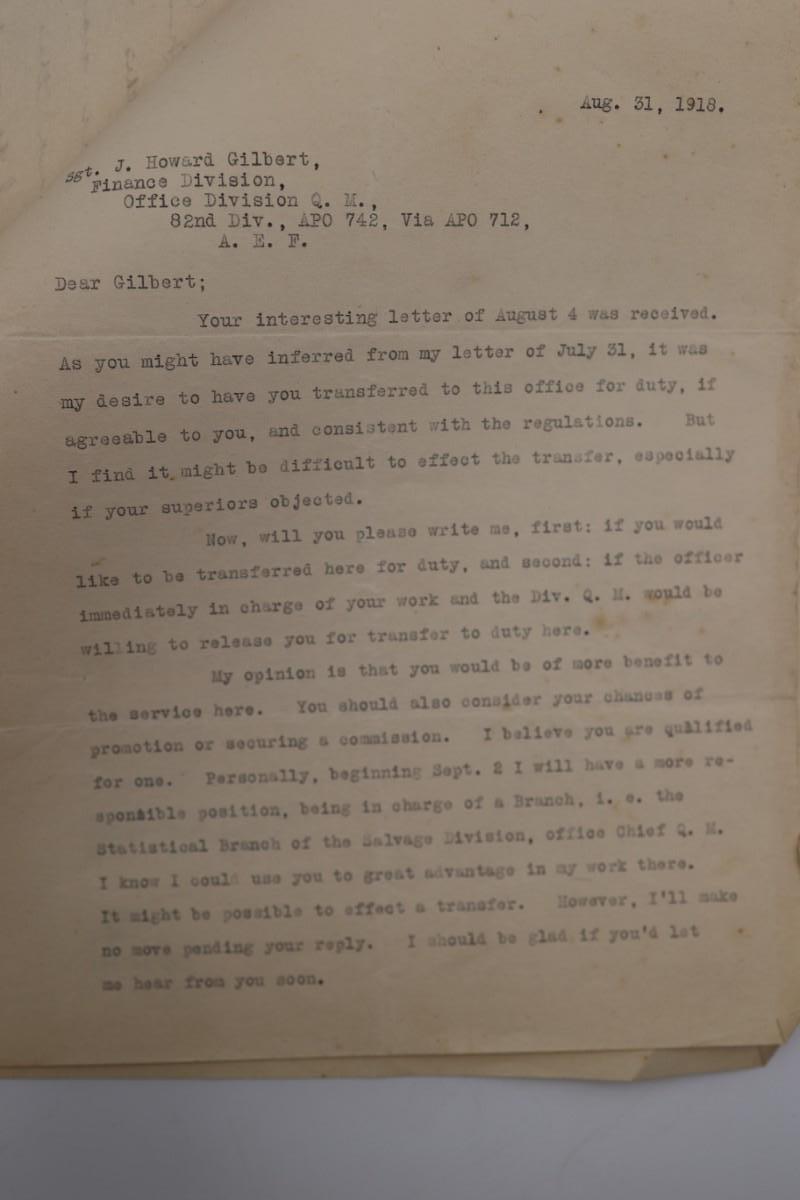 Aug. 31, 1918.
Sgt. J. Howard Gilbert,
Finance Division,
Office Division Q. M.,
82nd Div., APO 742, Via APO 712,
A. E. F.
Dear Gilbert;
Your interesting letter of August 4 was received.
As you might have inferred from my letter of July 31, it was
my desire to have you transferred to this office for duty, if
agreeable to you, and consistent with the regulations. But
I find it might be difficult to effect the transfer, especially
if your superiors objected.
Now, will you please write me, first: if you would
like to be transferred here for duty, and second: if the officer
immediately in charge of your work and the Div. Q. M. would be
willing to release you for transfer to duty here.
My opinion is that you would be of more benefit to
the service here. You should also consider your chances of
promotion or securing a commission. I believe you are qualified
for one. Personally, beginning Sept. 2 I will have a more re-
sponsible position, being in charge of a Branch, i. e. the
Statistical Branch of the Salvage Division, office Chief Q. M.
I know I could use you to great advantage in my work there.
It might be possible to effect a transfer. However, I'll make
no move pending your reply. I should be glad if you'd let
me hear from you soon.